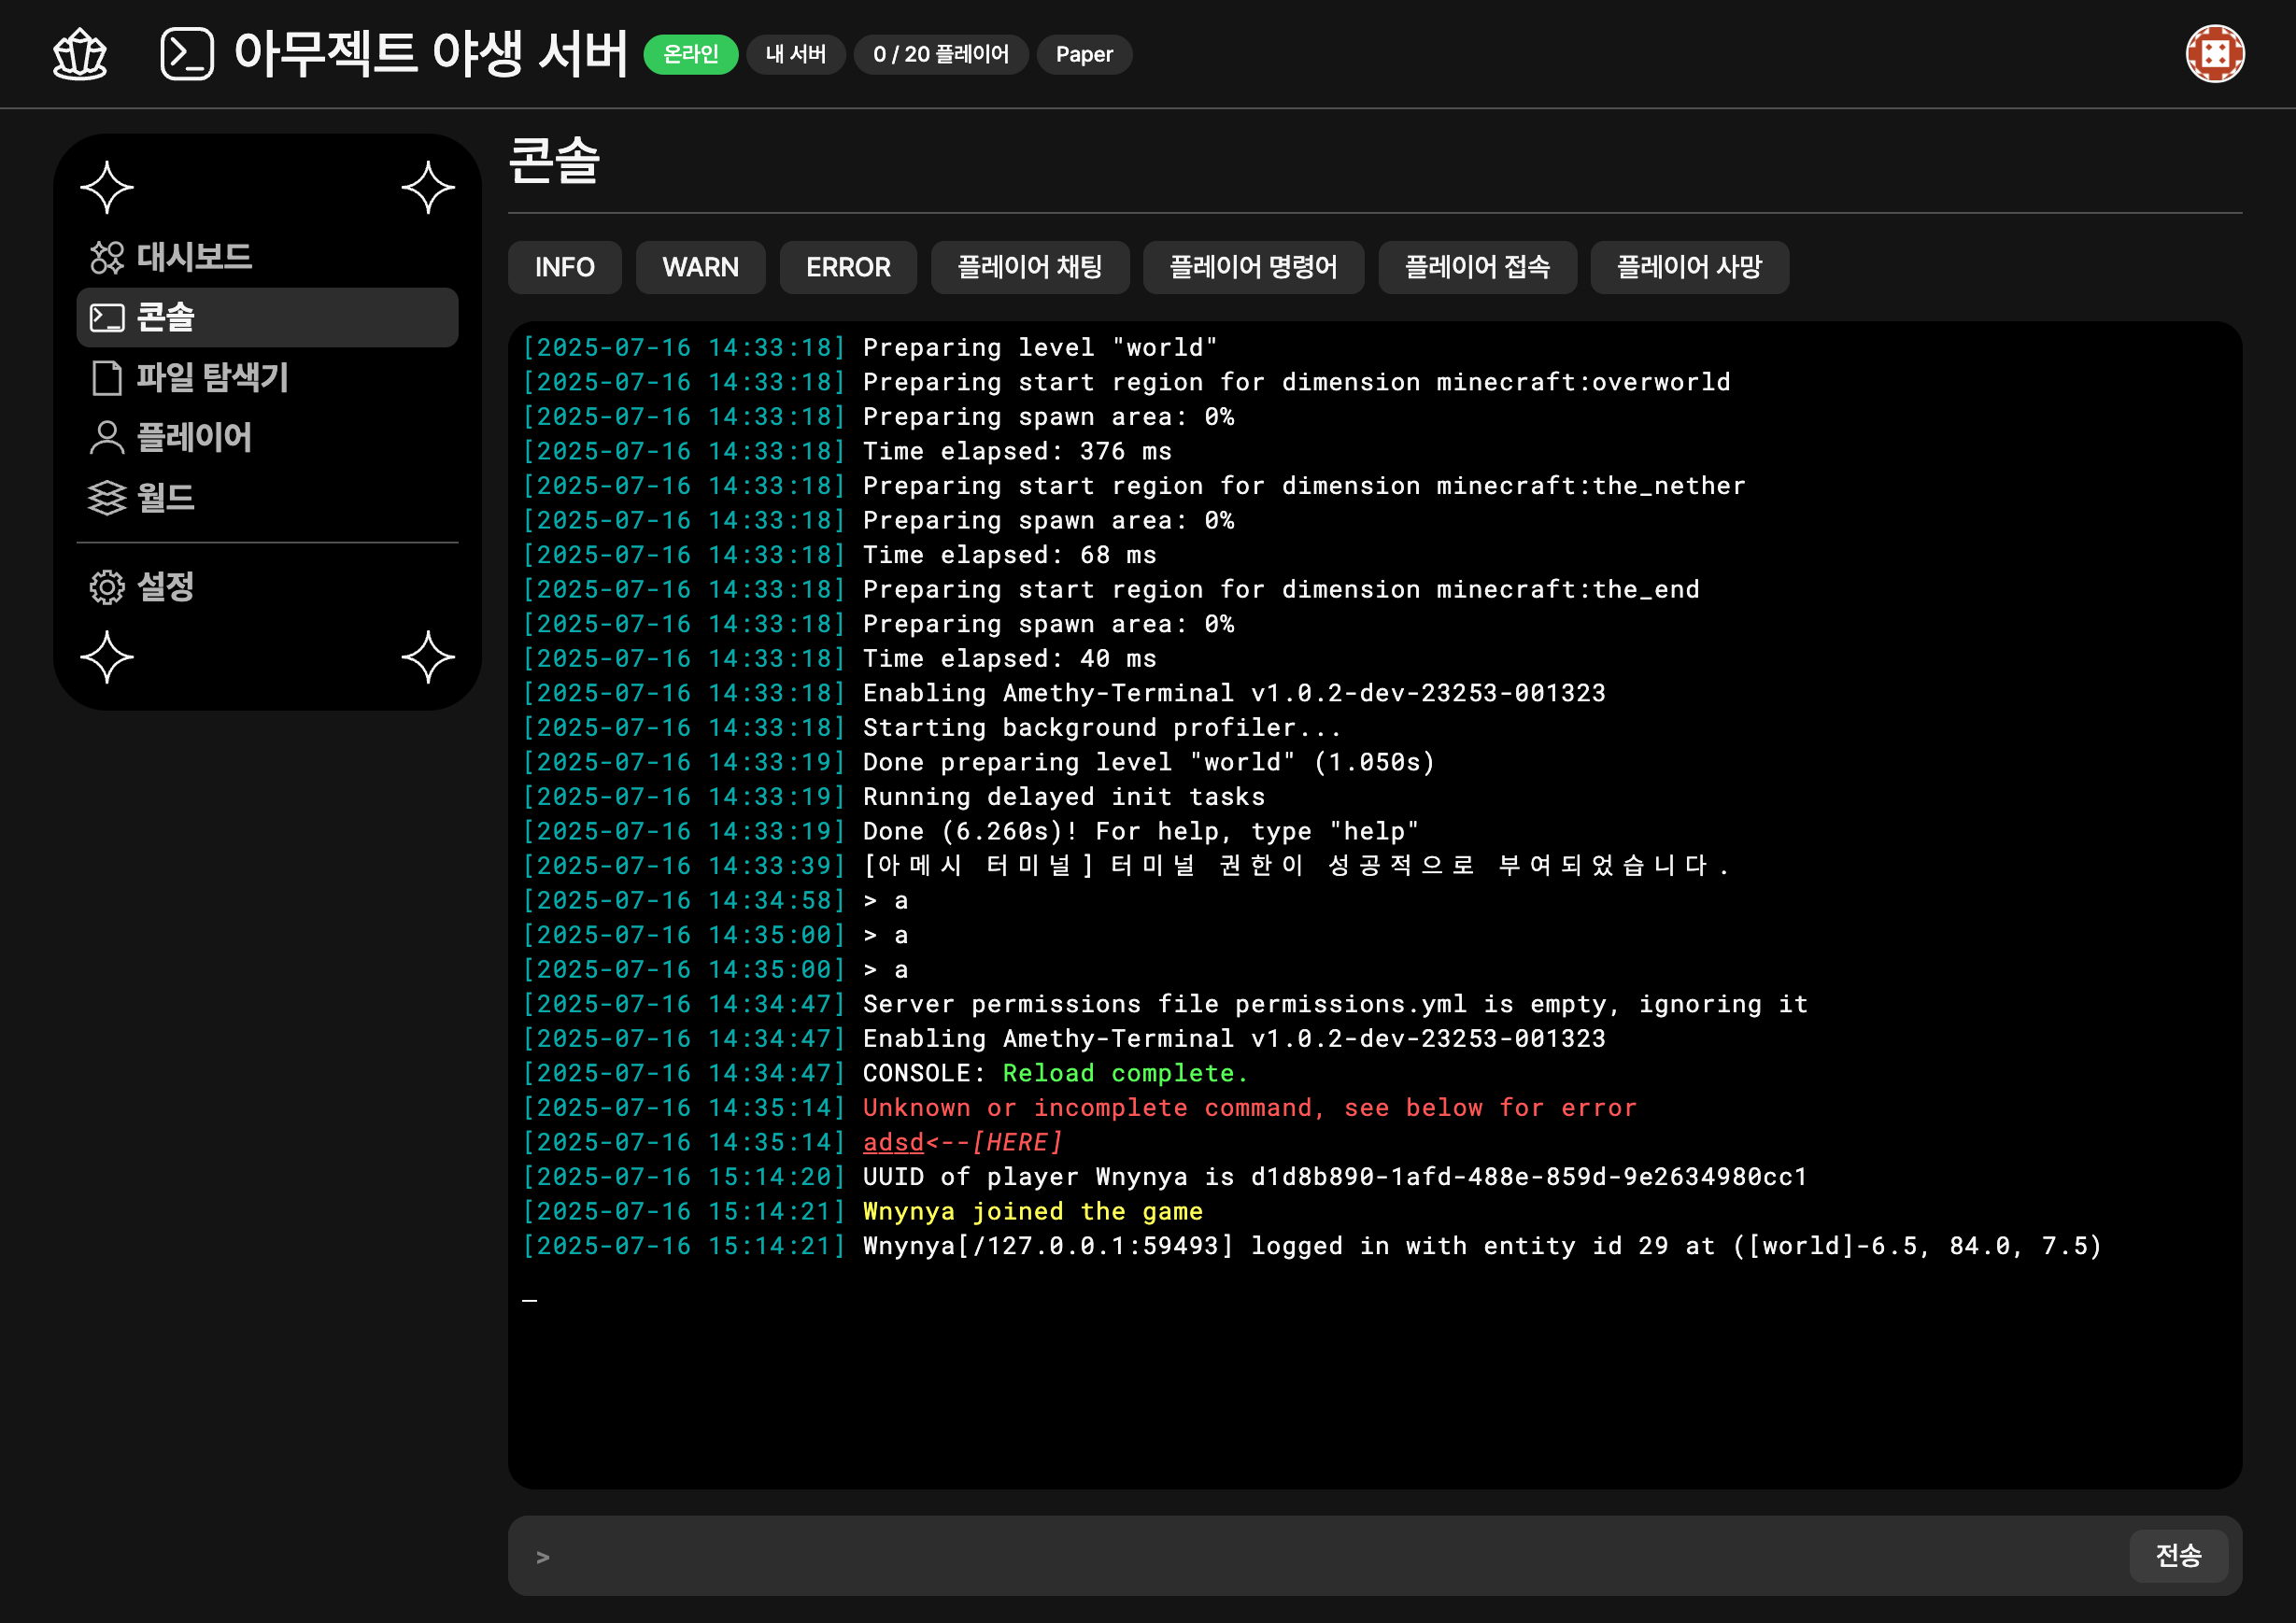 아무젝트 야생 서버 온라인 내 서버 0 / 20 플레이어 Paper
대시보드
콘솔
파일 탐색기
플레이어
월드
설정
콘솔
INFO WARN ERROR 플레이어 채팅 플레이어 명령어 플레이어 접속 플레이어 사망
[2025-07-16 14:33:18] Preparing level "world"
[2025-07-16 14:33:18] Preparing start region for dimension minecraft:overworld
[2025-07-16 14:33:18] Preparing spawn area: 0%
[2025-07-16 14:33:18] Time elapsed: 376 ms
[2025-07-16 14:33:18] Preparing start region for dimension minecraft:the_nether
[2025-07-16 14:33:18] Preparing spawn area: 0%
[2025-07-16 14:33:18] Time elapsed: 68 ms
[2025-07-16 14:33:18] Preparing start region for dimension minecraft:the_end
[2025-07-16 14:33:18] Preparing spawn area: 0%
[2025-07-16 14:33:18] Time elapsed: 40 ms
[2025-07-16 14:33:18] Enabling Amethy-Terminal v1.0.2-dev-23253-001323
[2025-07-16 14:33:18] Starting background profiler...
[2025-07-16 14:33:19] Done preparing level "world" (1.050s)
[2025-07-16 14:33:19] Running delayed init tasks
[2025-07-16 14:33:19] Done (6.260s)! For help, type "help"
[2025-07-16 14:33:39] [아메시 터미널] 터미널 권한이 성공적으로 부여되었습니다.
[2025-07-16 14:34:58] > a
[2025-07-16 14:35:00] > a
[2025-07-16 14:35:00] > a
[2025-07-16 14:34:47] Server permissions file permissions.yml is empty, ignoring it
[2025-07-16 14:34:47] Enabling Amethy-Terminal v1.0.2-dev-23253-001323
[2025-07-16 14:34:47] CONSOLE: Reload complete.
[2025-07-16 14:35:14] Unknown or incomplete command, see below for error
[2025-07-16 14:35:14] adsd<--[HERE]
[2025-07-16 15:14:20] UUID of player Wnynya is d1d8b890-1afd-488e-859d-9e2634980cc1
[2025-07-16 15:14:21] Wnynya joined the game
[2025-07-16 15:14:21] Wnynya[/127.0.0.1:59493] logged in with entity id 29 at ([world]-6.5, 84.0, 7.5)
_
> 전송